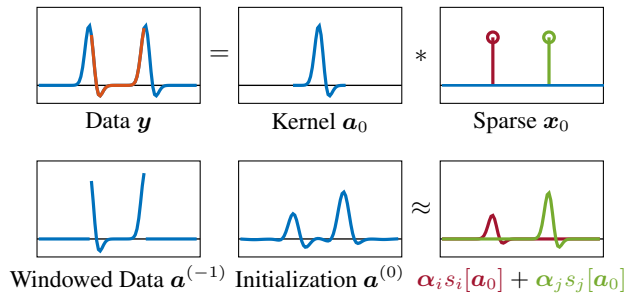 = *
Data y Kernel a₀ Sparse x₀
≈
Windowed Data a⁽⁻¹⁾ Initialization a⁽⁰⁾ αᵢsᵢ[a₀] + αⱼsⱼ[a₀]